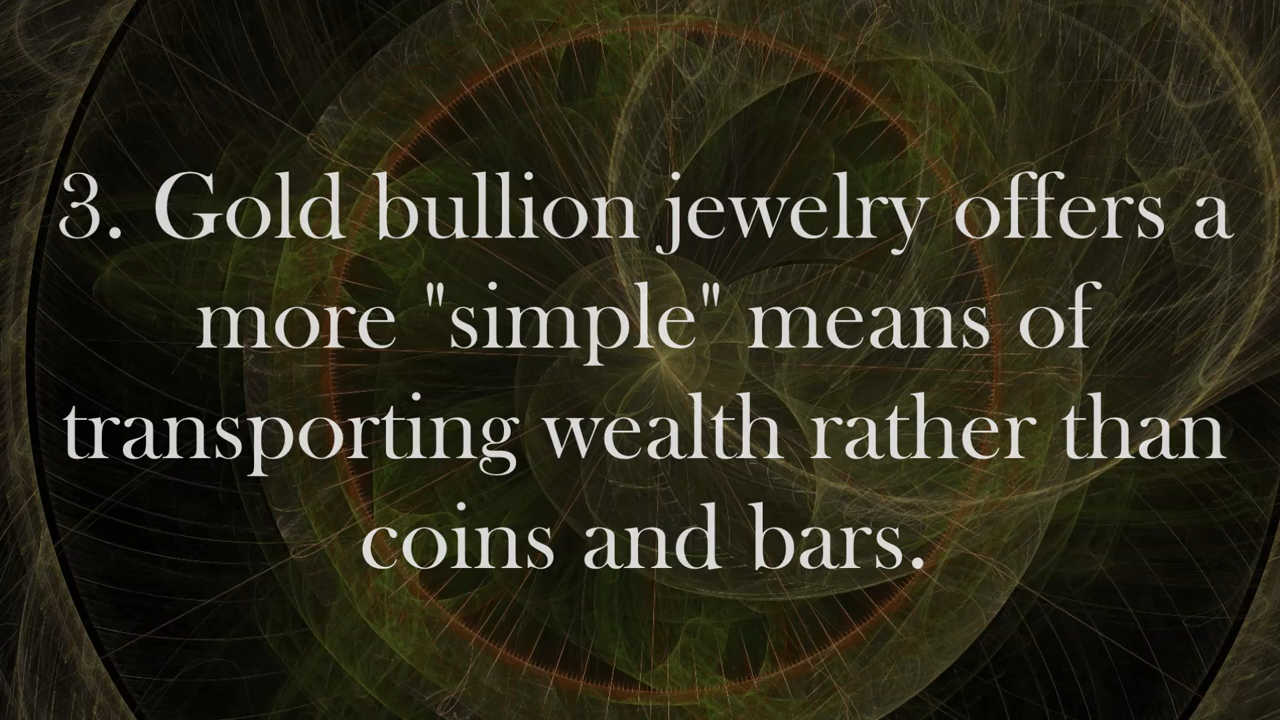 3. Gold bullion jewelry offers a
more "simple" means of
transporting wealth rather than
coins and bars.